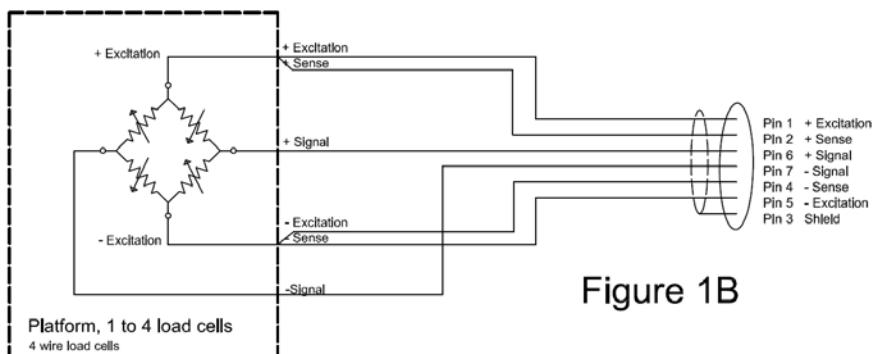 + Excitation
+ Excitation
+ Sense
+ Signal
- Excitation
- Excitation
- Sense
-Signal
Platform, 1 to 4 load cells
4 wire load cells
Pin 1 + Excitation
Pin 2 + Sense
Pin 6 + Signal
Pin 7 - Signal
Pin 4 - Sense
Pin 5 - Excitation
Pin 3 Shield
Figure 1B